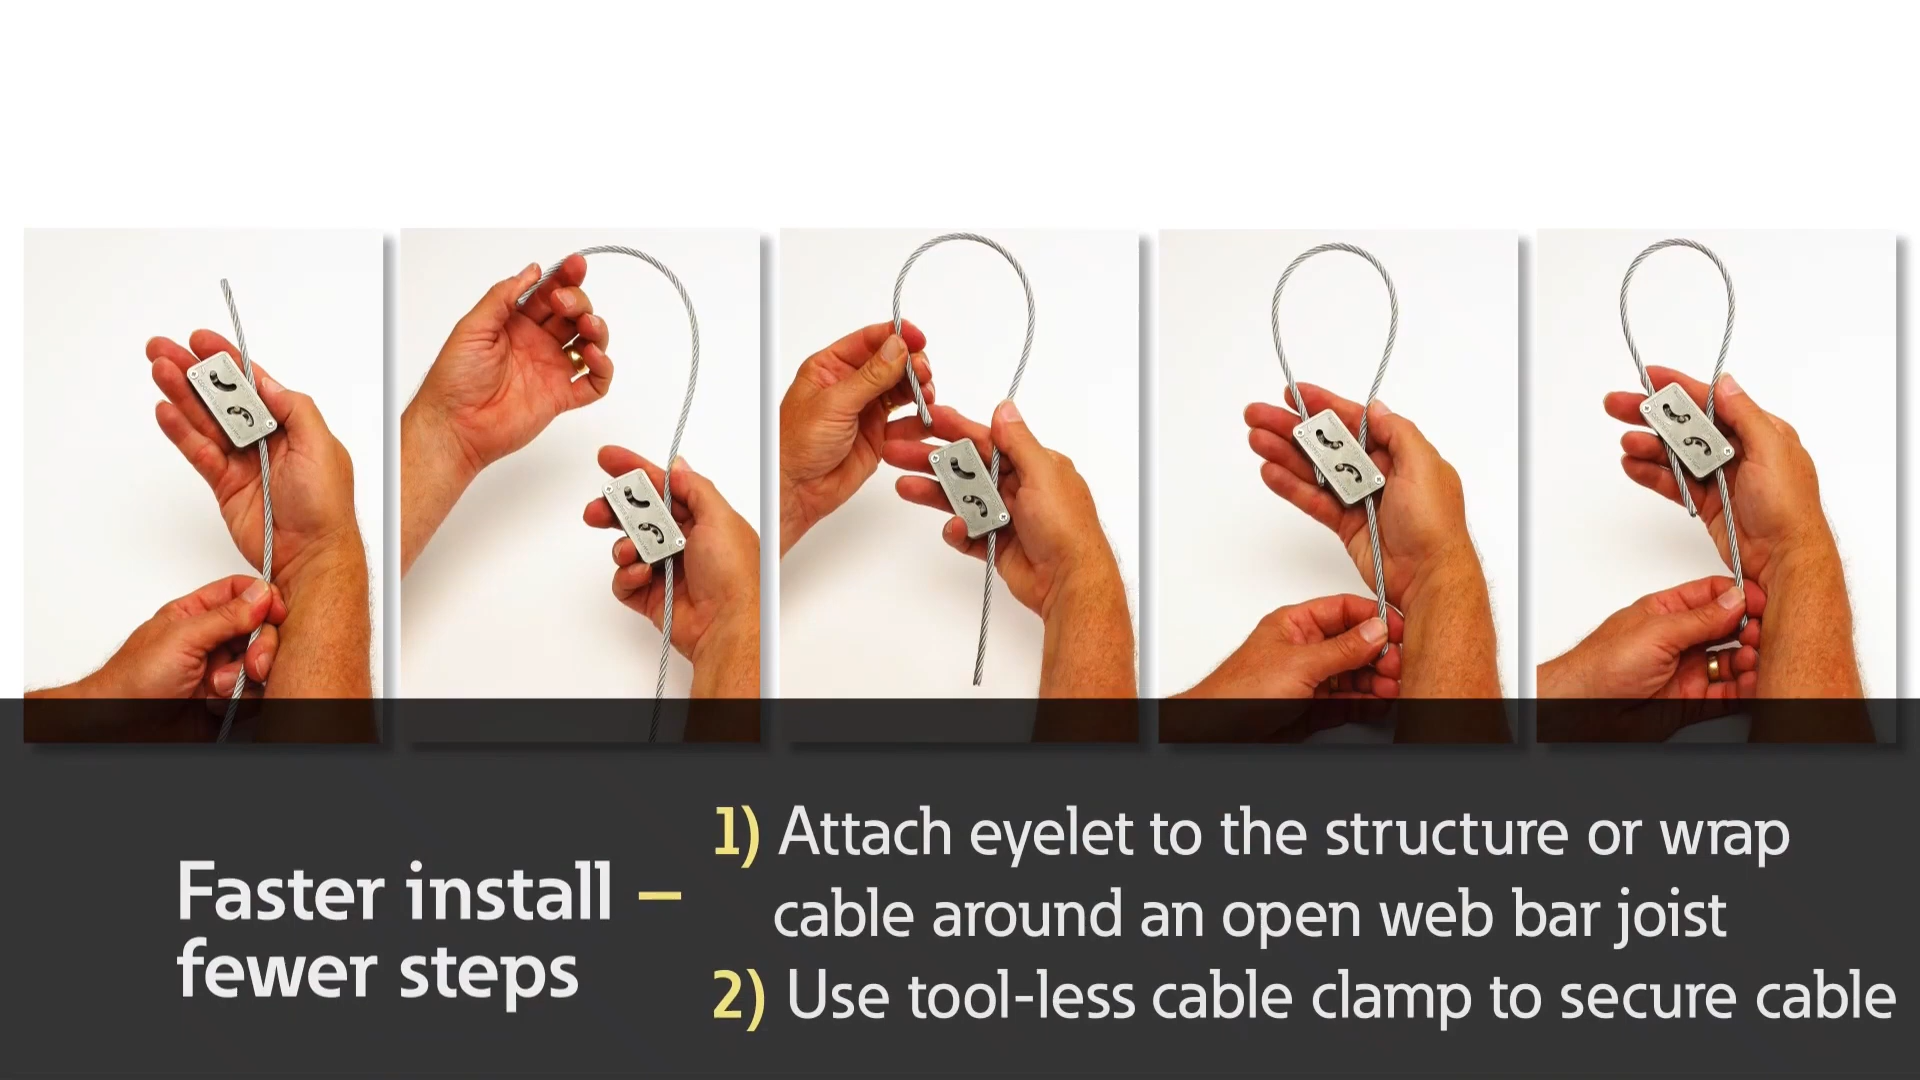 Faster install –
fewer steps
1) Attach eyelet to the structure or wrap
cable around an open web bar joist
2) Use tool-less cable clamp to secure cable